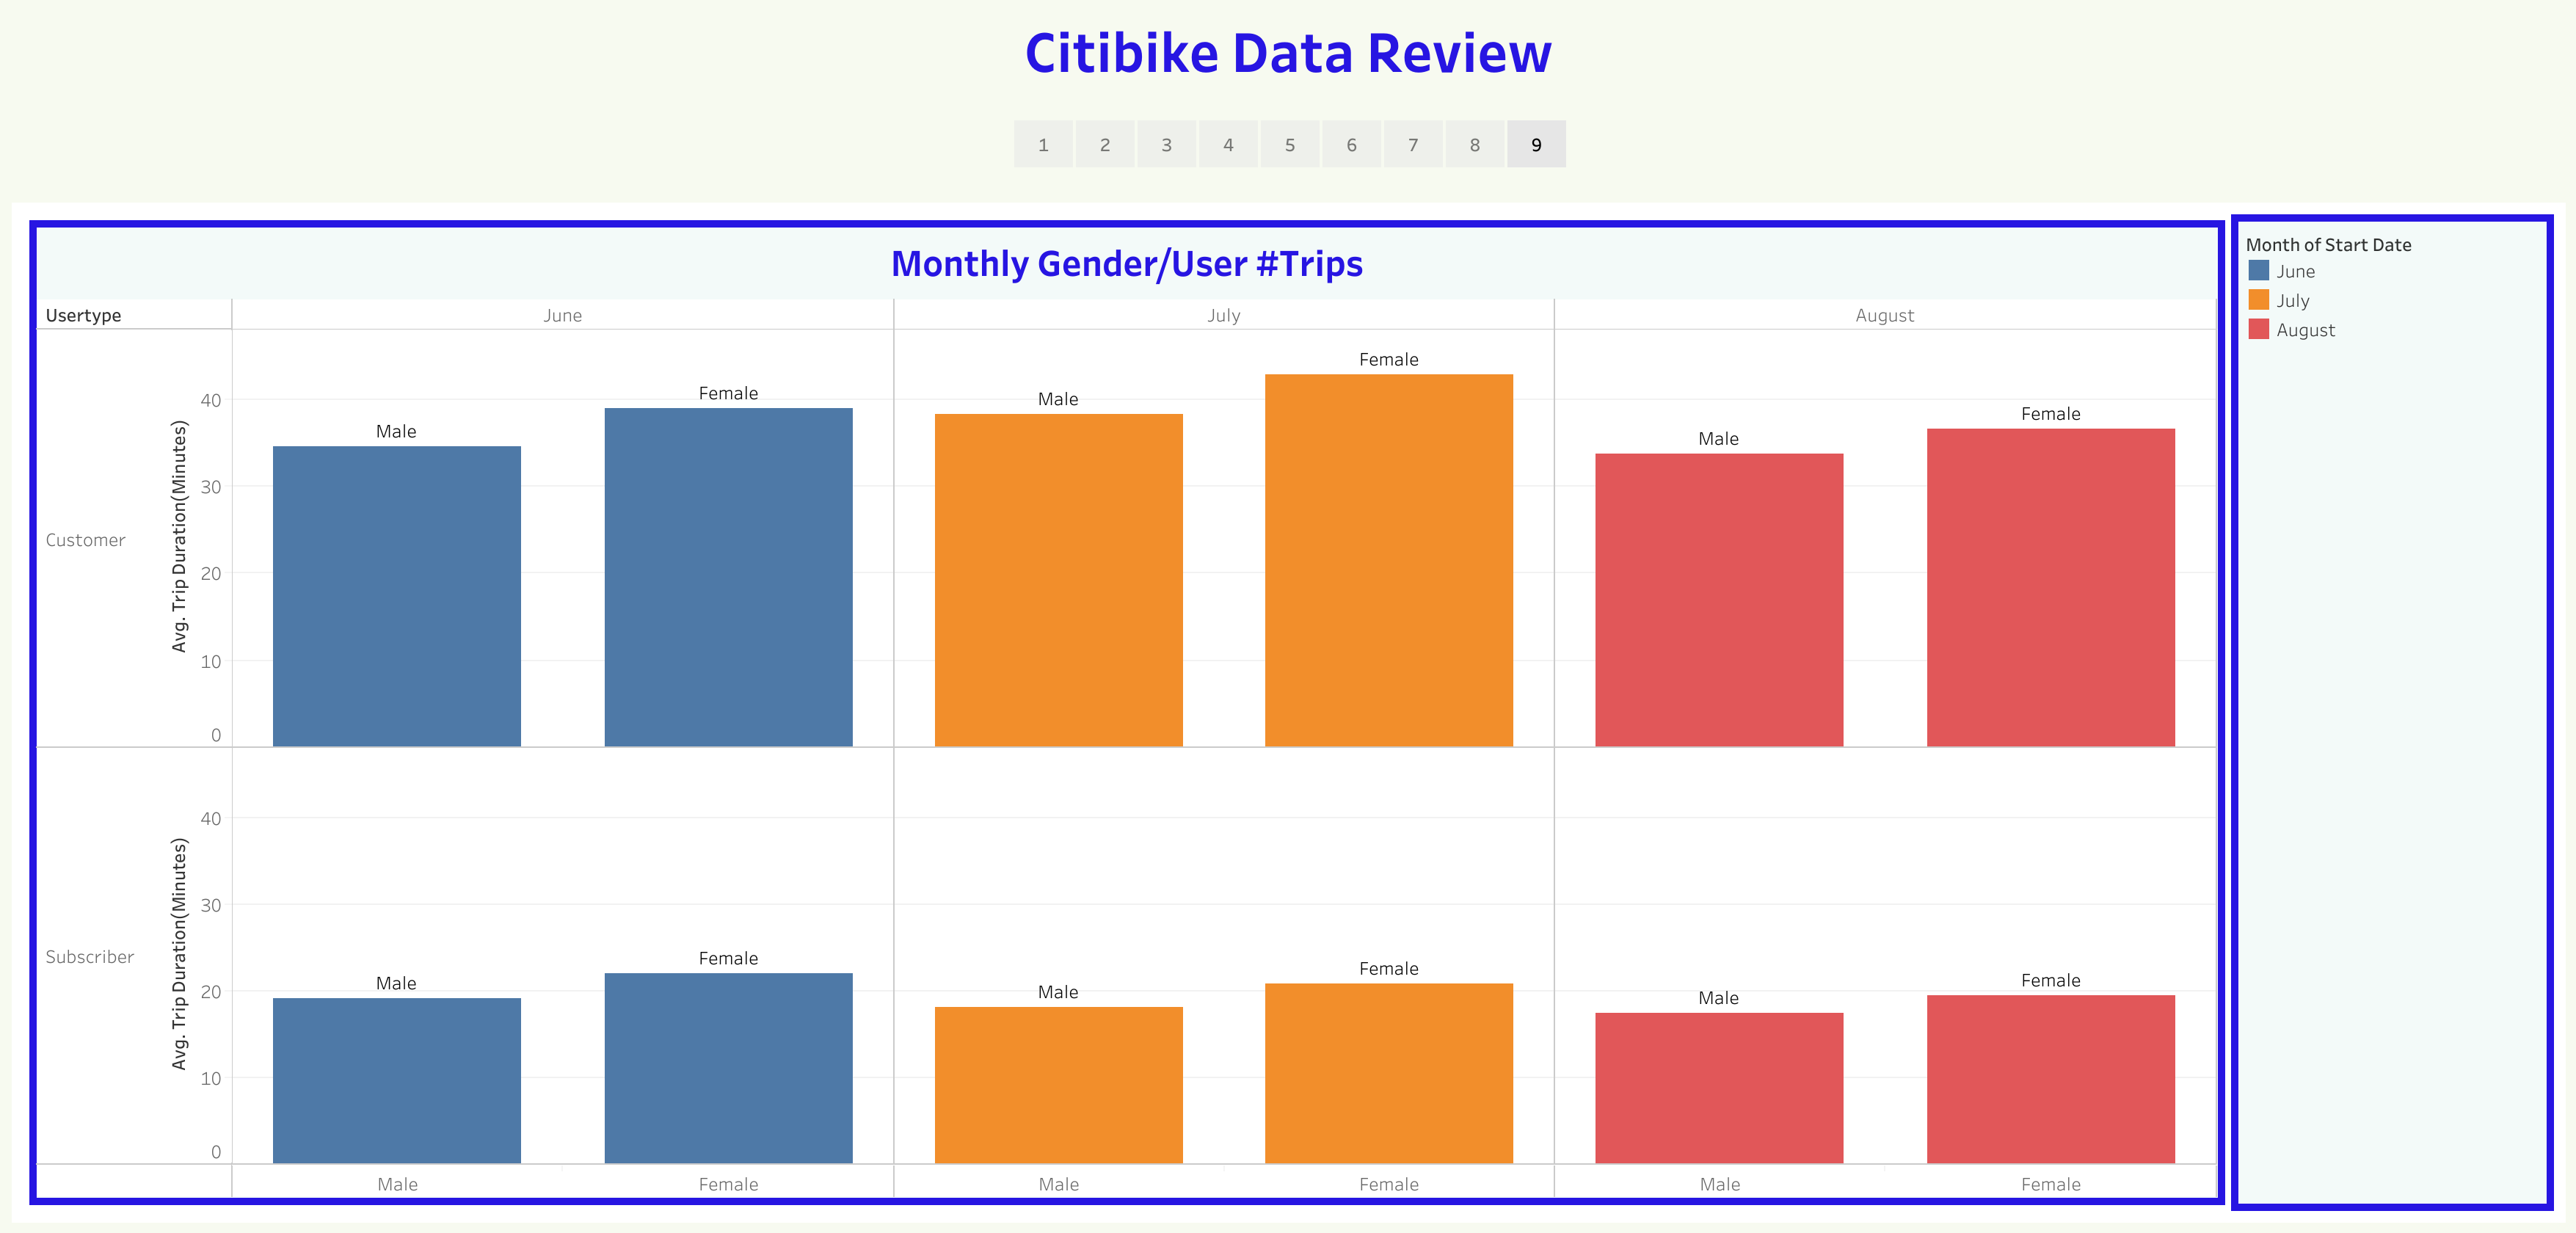 Citibike Data Review
1 2 3 4 5 6 7 8 9
Monthly Gender/User #Trips
Usertype June July August
Customer
Avg. Trip Duration(Minutes)
40
30
20
10
0
Male
Female
Male
Female
Male
Female
Subscriber
Avg. Trip Duration(Minutes)
40
30
20
10
0
Male
Female
Male
Female
Male
Female
Male Female Male Female Male Female
Month of Start Date
June
July
August